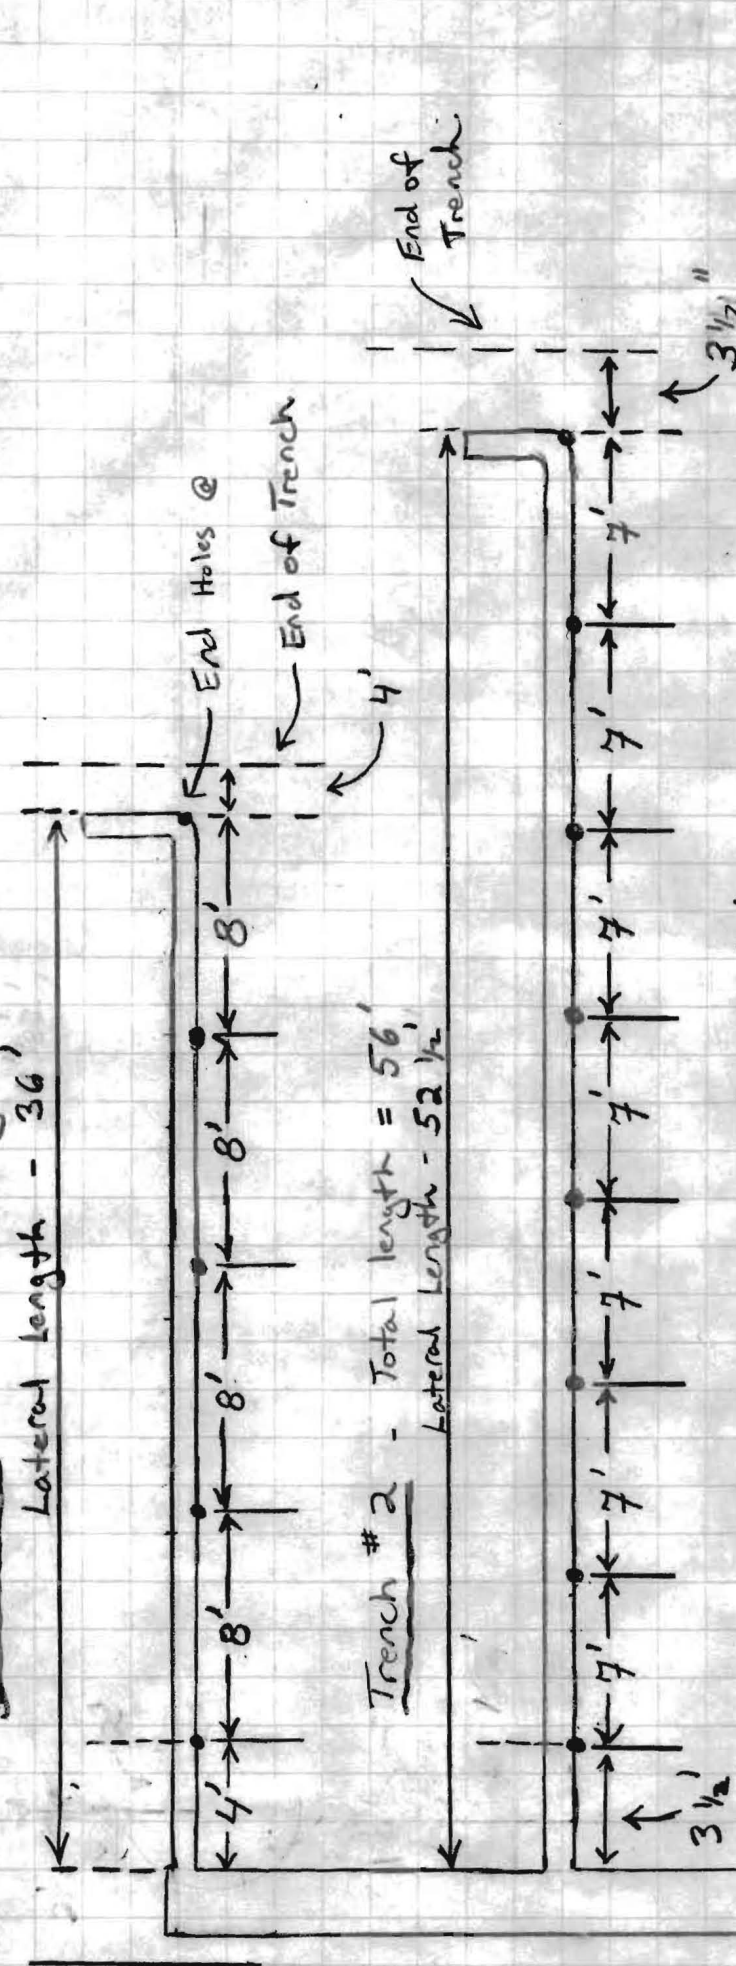 Lateral Length - 36'
4'
8'
8'
8'
8'
4'
End Holes @
End of Trench
Trench #2 - Total length = 56'
Lateral Length - 52 1/2'
3 1/2'
7'
7'
7'
7'
7'
7'
7'
3 1/2"
End of
Trench.